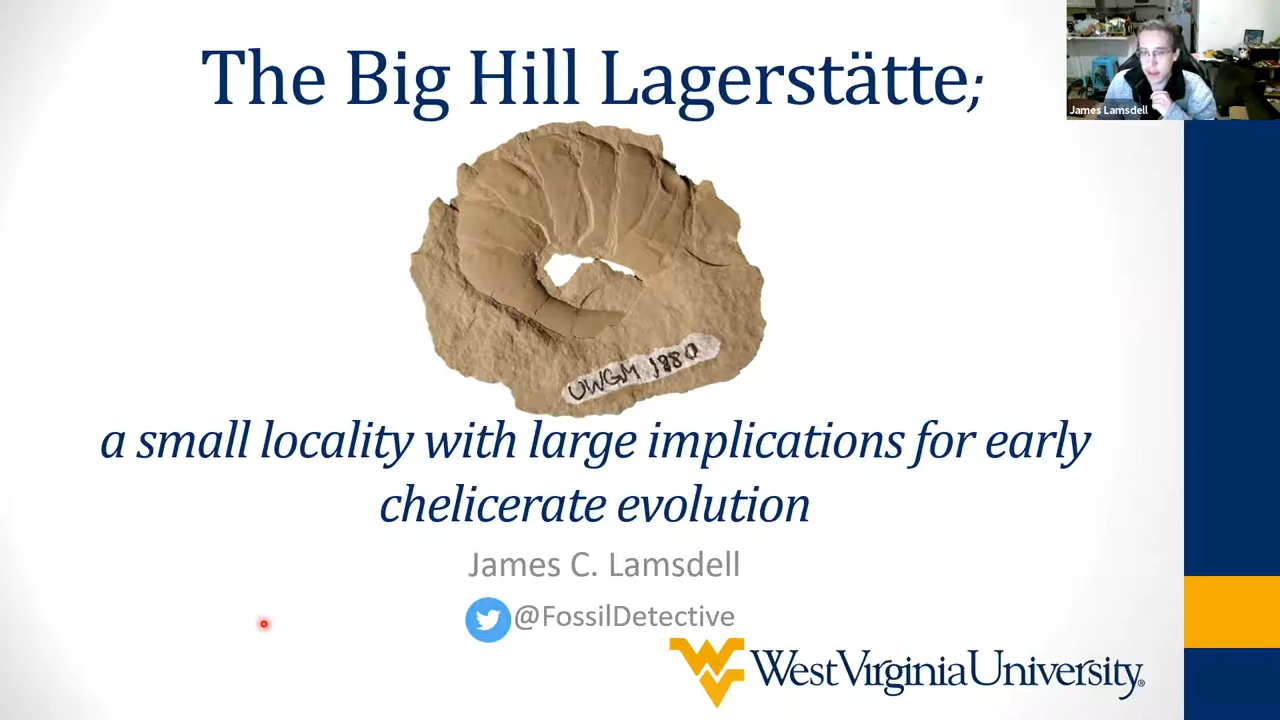 The Big Hill Lagerstätte;
James Lamsdell
UWGM 1880
a small locality with large implications for early
chelicerate evolution
James C. Lamsdell
@FossilDetective
West Virginia University®